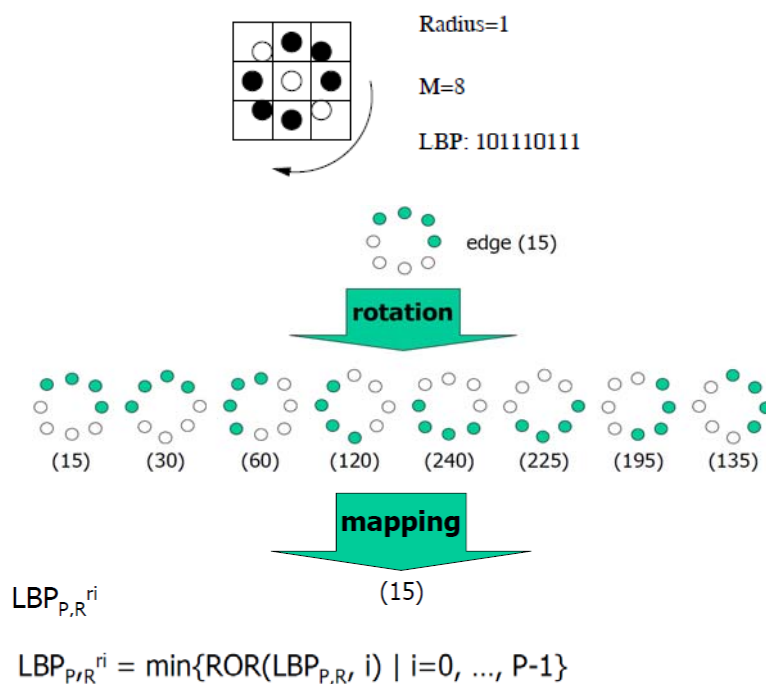 Radius=1
M=8
LBP: 101110111
edge (15)
rotation
(15) (30) (60) (120) (240) (225) (195) (135)
mapping
(15)
LBP_{P,R}^{ri}
LBP_{P,R}^{ri} = min{ROR(LBP_{P,R}, i) | i=0, ..., P-1}